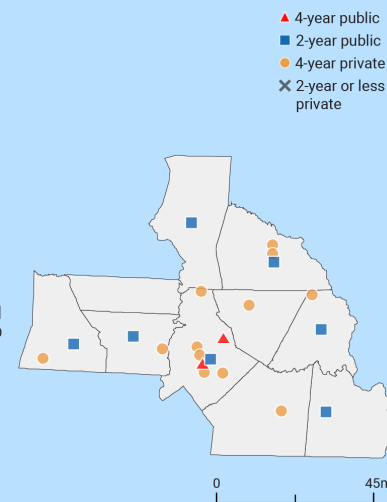 4-year public
2-year public
4-year private
2-year or less
private
0
45m